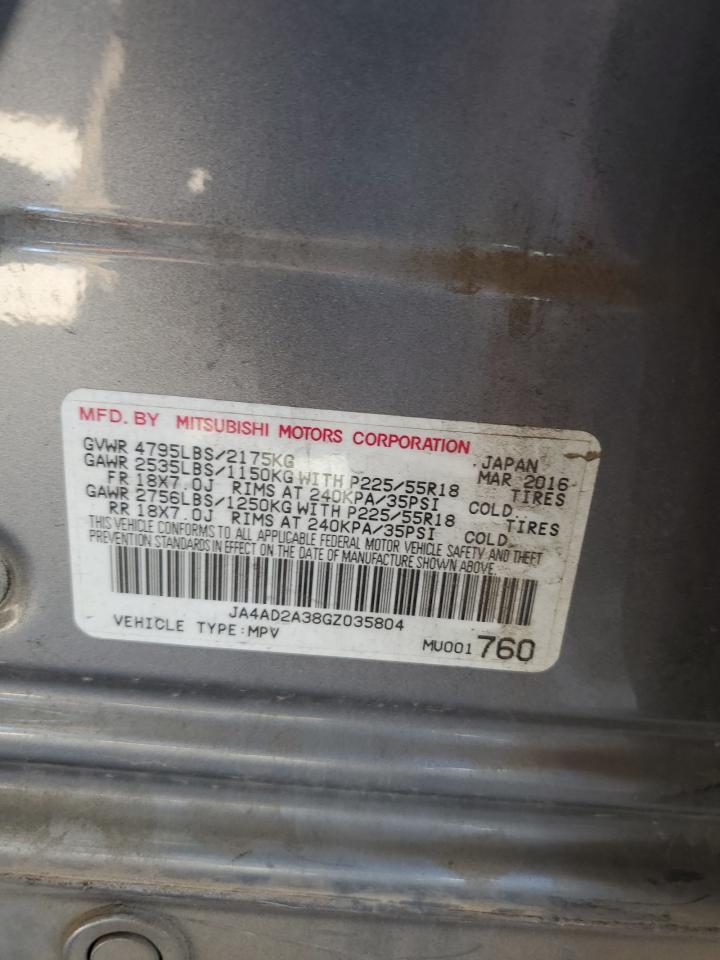 MFD. BY MITSUBISHI MOTORS CORPORATION
GVWR 4795LBS/2175KG JAPAN
GAWR 2535LBS/1150KG WITH P225/55R18 MAR 2016
FR 18X7.0J RIMS AT 240KPA/35PSI COLD. TIRES
GAWR 2756LBS/1250KG WITH P225/55R18
RR 18X7.0J RIMS AT 240KPA/35PSI COLD. TIRES
THIS VEHICLE CONFORMS TO ALL APPLICABLE FEDERAL MOTOR VEHICLE SAFETY AND THEFT
PREVENTION STANDARDS IN EFFECT ON THE DATE OF MANUFACTURE SHOWN ABOVE.
JA4AD2A38GZ035804
VEHICLE TYPE:MPV
MU001760